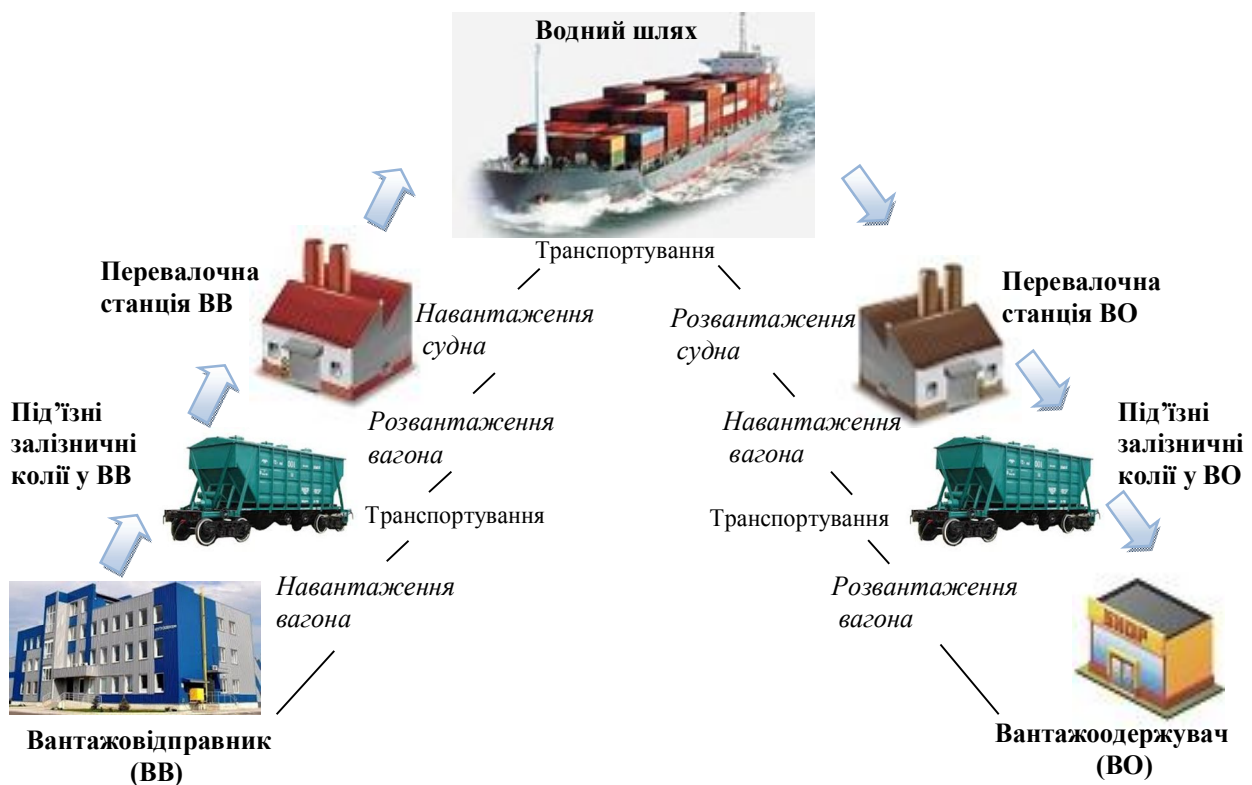 Водний шлях
Транспортування
Перевалочна
станція ВВ
Навантаження
судна
Розвантаження
судна
Перевалочна
станція ВО
Під’їзні
залізничні
колії у ВВ
Розвантаження
вагона
Навантаження
вагона
Під’їзні
залізничні
колії у ВО
Транспортування
Транспортування
Навантаження
вагона
Розвантаження
вагона
SHOP
Вантажовідправник
(ВВ)
Вантажоодержувач
(ВО)